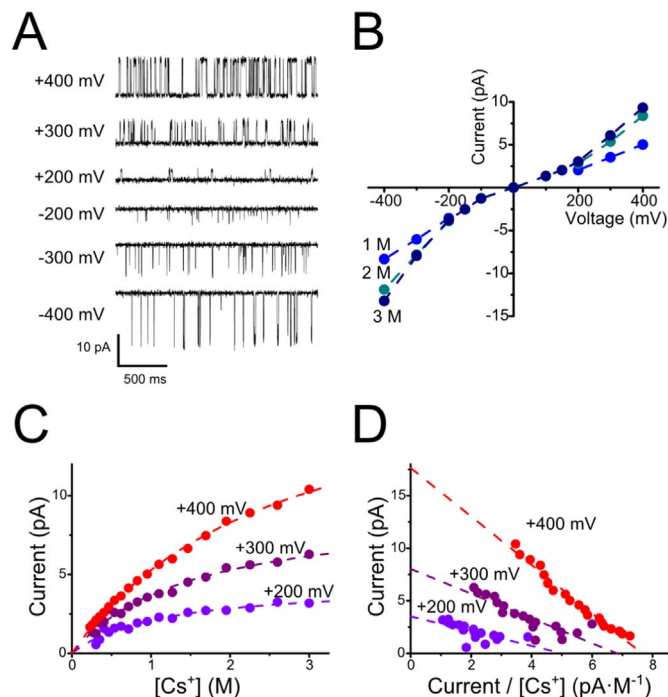 A
+400 mV
+300 mV
+200 mV
-200 mV
-300 mV
-400 mV
10 pA
500 ms
B
Current (pA)
10
5
-5
-10
-15
-400
-200
200
400
Voltage (mV)
1 M
2 M
3 M
C
Current (pA)
10
5
0
0
1
2
3
+400 mV
+300 mV
+200 mV
[Cs⁺] (M)
D
Current (pA)
15
10
5
0
0
2
4
6
8
+400 mV
+300 mV
+200 mV
Current / [Cs⁺] (pA·M⁻¹)